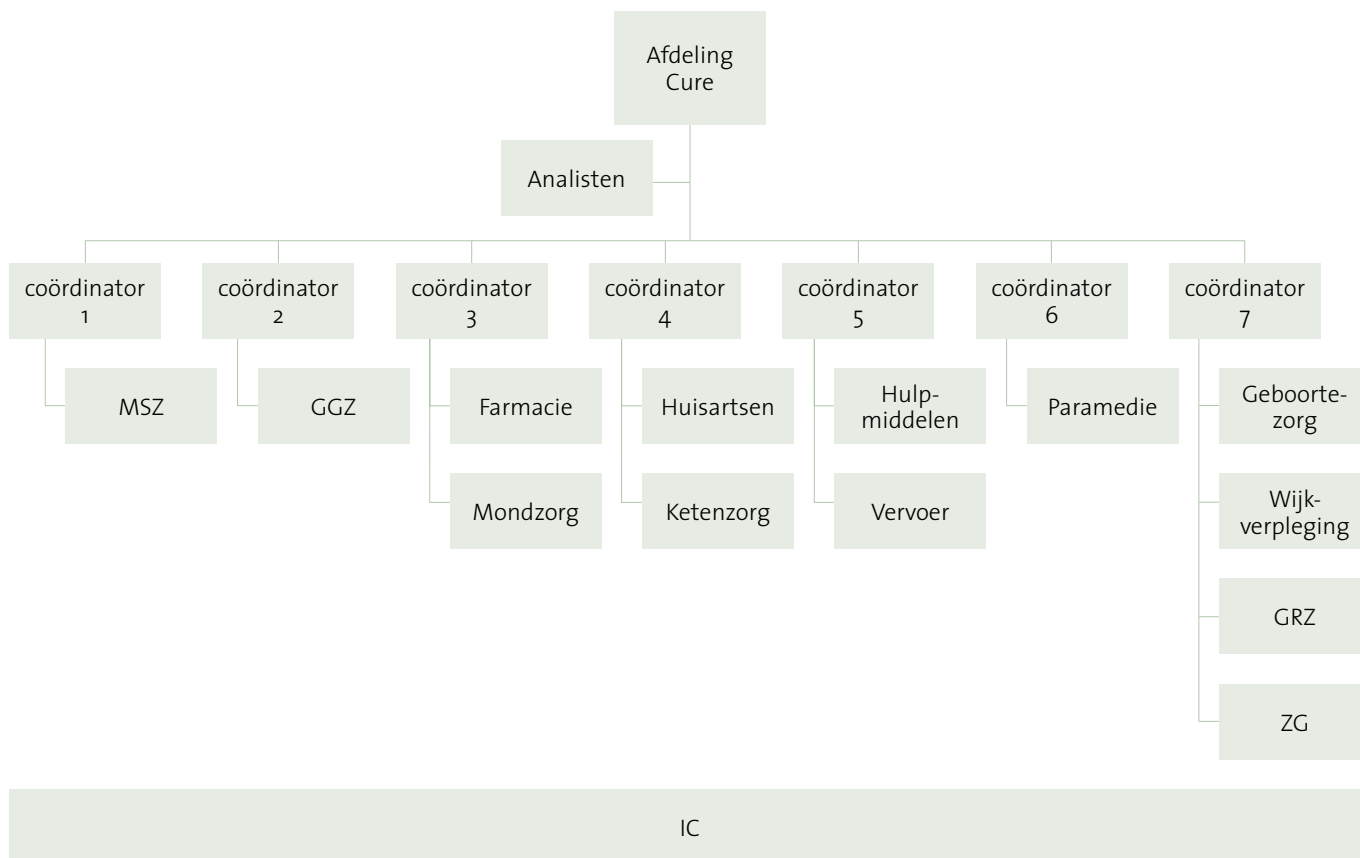 Afdeling
Cure
Analisten
coördinator
1
coördinator
2
coördinator
3
coördinator
4
coördinator
5
coördinator
6
coördinator
7
MSZ
GGZ
Farmacie
Huisartsen
Hulp-
middelen
Paramedie
Geboorte-
zorg
Mondzorg
Ketenzorg
Vervoer
Wijk-
verpleging
GRZ
ZG
IC